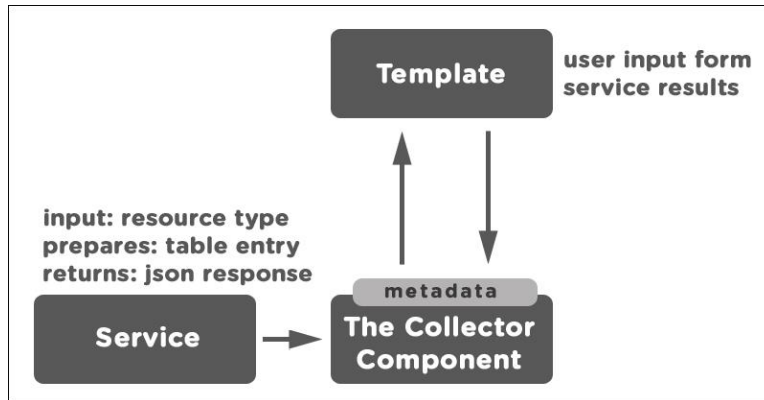 Template
user input form
service results
input: resource type
prepares: table entry
returns: json response
metadata
Service
The Collector
Component